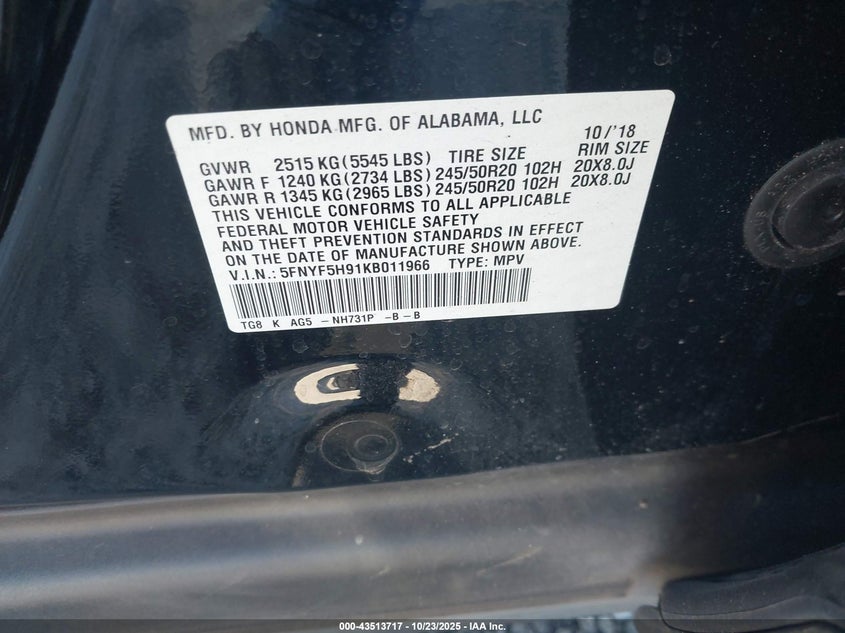 MFD. BY HONDA MFG. OF ALABAMA, LLC 10/'18
GVWR 2515 KG(5545 LBS) TIRE SIZE RIM SIZE
GAWR F 1240 KG(2734 LBS)245/50R20 102H 20X8.0J
GAWR R 1345 KG(2965 LBS)245/50R20 102H 20X8.0J
THIS VEHICLE CONFORMS TO ALL APPLICABLE
FEDERAL MOTOR VEHICLE SAFETY
AND THEFT PREVENTION STANDARDS IN EFFECT
ON THE DATE OF MANUFACTURE SHOWN ABOVE.
V.I.N.: 5FNYF5H91KB011966 TYPE: MPV
TG8 K AG5 -NH731P -B-B
000-43513717 - 10/23/2025 - IAA Inc.